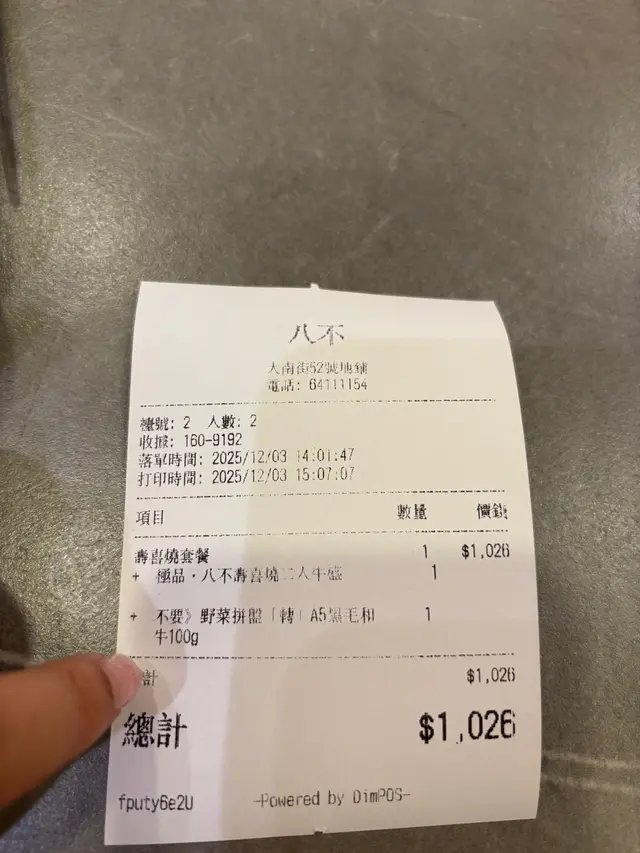 八不
大南街52號地舖
電話: 64111154
檯號: 2 人數: 2
收據: 160-9192
落單時間: 2025/12/03 14:01:47
打印時間: 2025/12/03 15:07:07
項目 數量 價錢
壽喜燒套餐 1 $1,026
+ 極品・八不壽喜燒二人牛盛 1
+ 不要》野菜拼盤「轉」A5黑毛和 1
牛100g
計 $1,026
總計 $1,026
fputy6e2U -Powered by DimPOS-